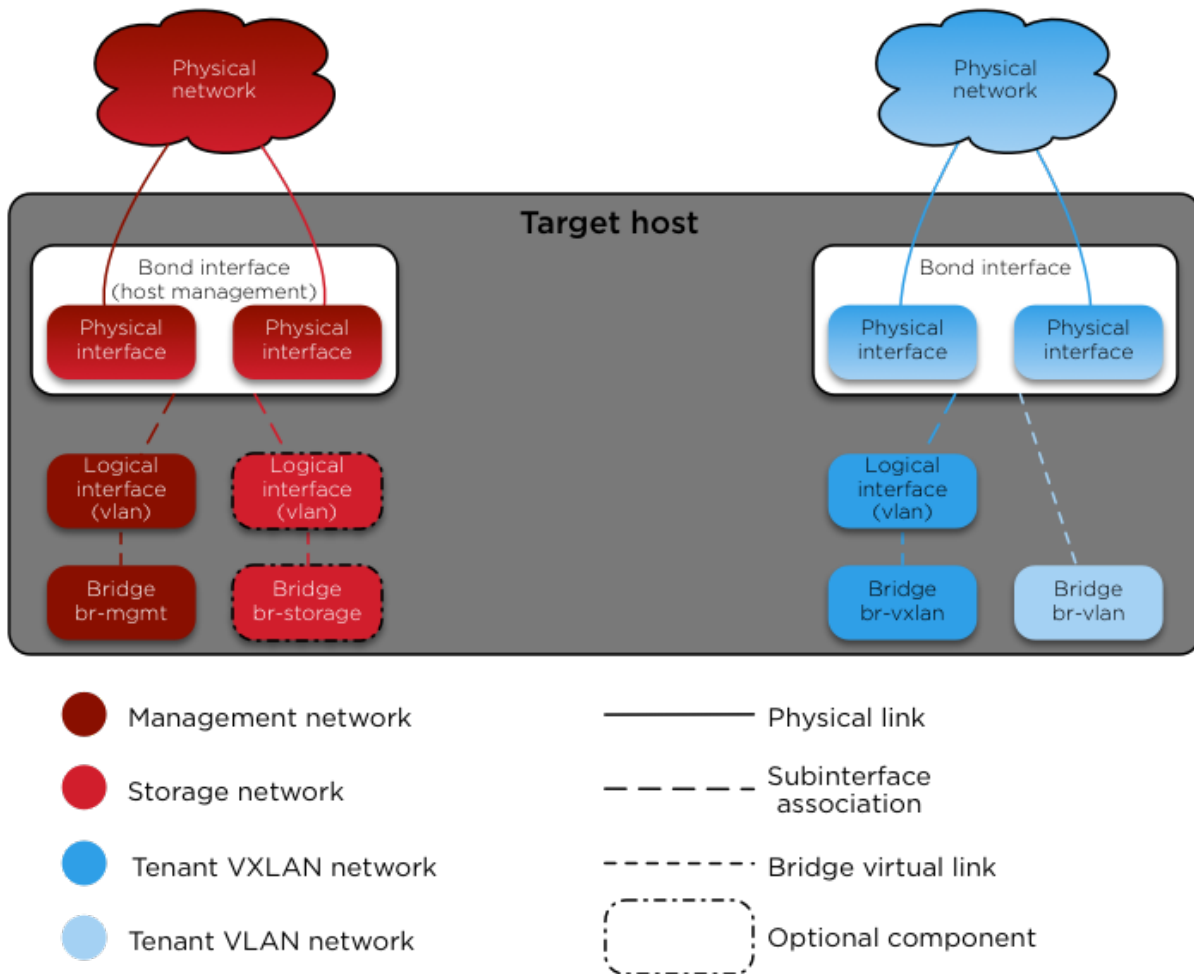 Physical
network
Physical
network
Target host
Bond interface
(host management)
Bond interface
Physical
interface
Physical
interface
Physical
interface
Physical
interface
Logical
interface
(vlan)
Logical
interface
(vlan)
Logical
interface
(vlan)
Bridge
br-mgmt
Bridge
br-storage
Bridge
br-vxlan
Bridge
br-vlan
Management network
Physical link
Storage network
Subinterface
association
Tenant VXLAN network
Bridge virtual link
Tenant VLAN network
Optional component